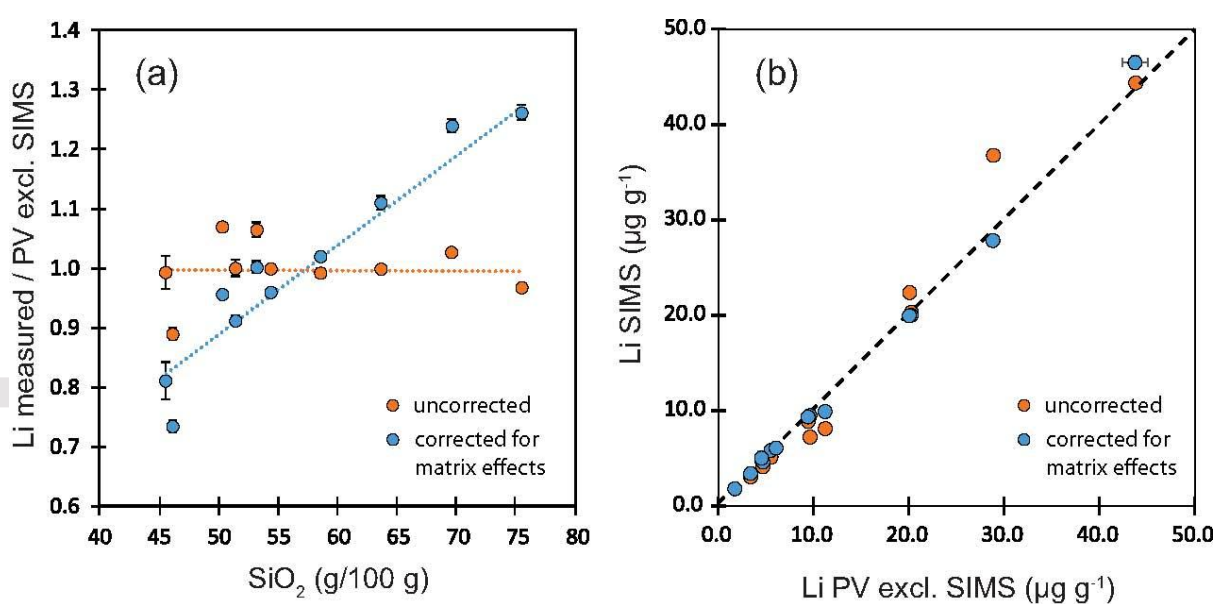 (a)
Li measured / PV excl. SIMS
1.4
1.3
1.2
1.1
1.0
0.9
0.8
0.7
0.6
uncorrected
corrected for
matrix effects
40 45 50 55 60 65 70 75 80
SiO₂ (g/100 g)
(b)
Li SIMS (µg g⁻¹)
50.0
40.0
30.0
20.0
10.0
0.0
uncorrected
corrected for
matrix effects
0.0 10.0 20.0 30.0 40.0 50.0
Li PV excl. SIMS (µg g⁻¹)